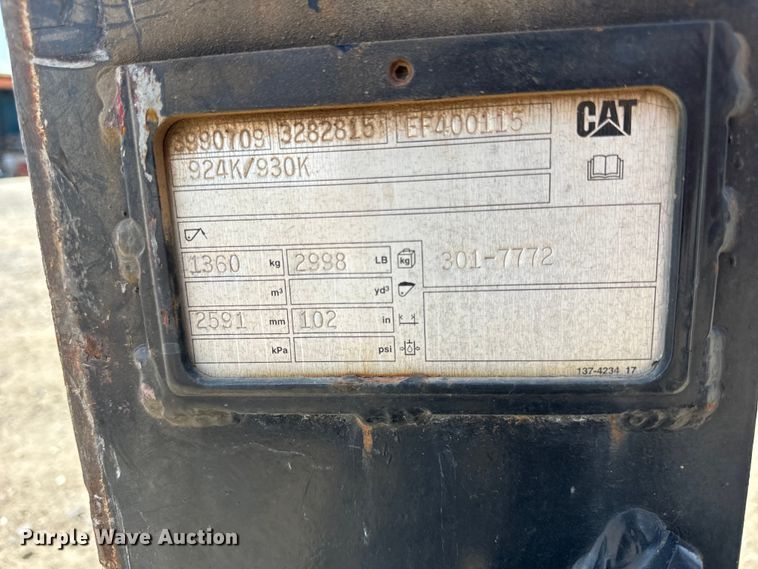 3990709 3282815 EF400115 CAT
924K/930K
1360 kg 2998 LB kg 301-7772
m³ yd³
2591 mm 102 in
kPa psi
137-4234 17
Purple Wave Auction